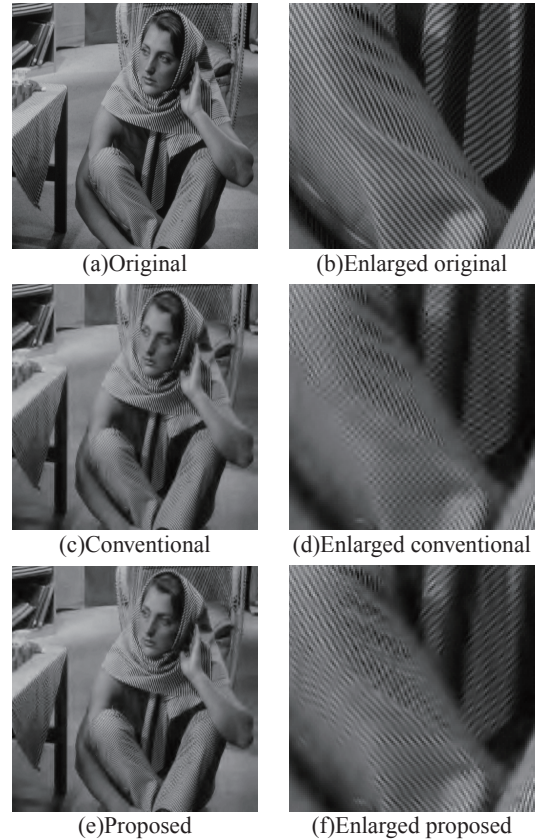 (a)Original
(b)Enlarged original
(c)Conventional
(d)Enlarged conventional
(e)Proposed
(f)Enlarged proposed